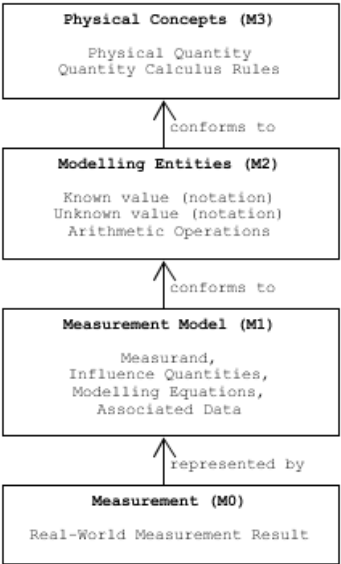 Physical Concepts (M3)
Physical Quantity
Quantity Calculus Rules
conforms to
Modelling Entities (M2)
Known value (notation)
Unknown value (notation)
Arithmetic Operations
conforms to
Measurement Model (M1)
Measurand,
Influence Quantities,
Modelling Equations,
Associated Data
represented by
Measurement (M0)
Real-World Measurement Result